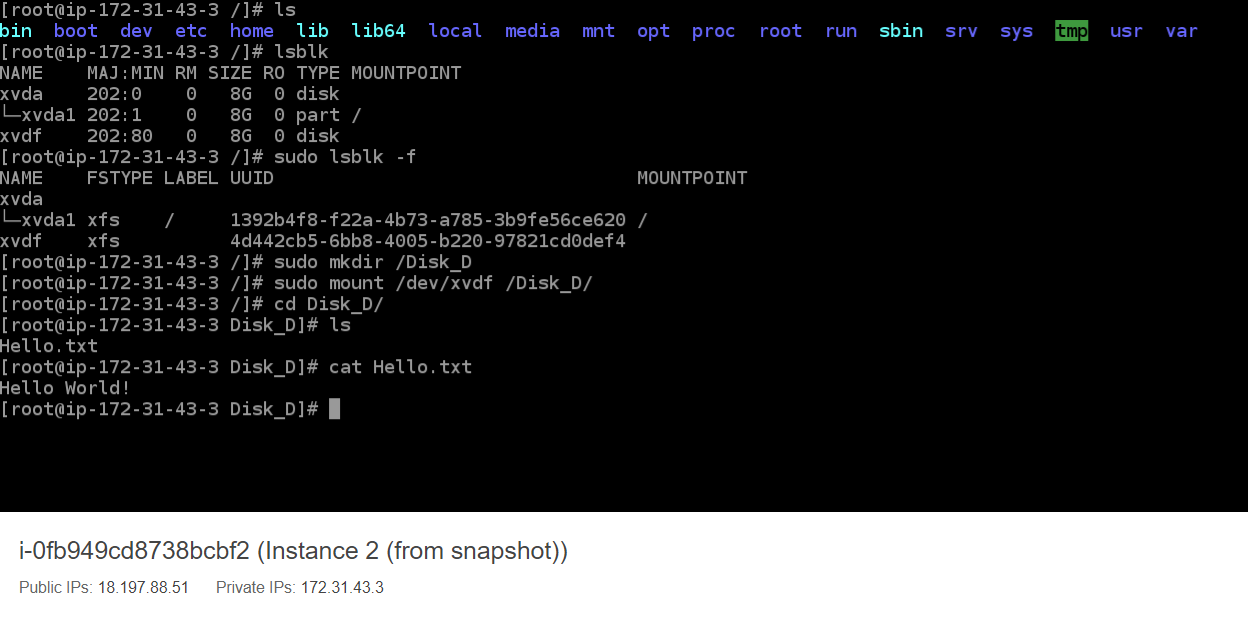 [root@ip-172-31-43-3 /]# ls
bin  boot  dev  etc  home  lib  lib64  local  media  mnt  opt  proc  root  run  sbin  srv  sys  tmp  usr  var
[root@ip-172-31-43-3 /]# lsblk
NAME    MAJ:MIN RM SIZE RO TYPE MOUNTPOINT
xvda    202:0    0   8G  0 disk
└─xvda1 202:1    0   8G  0 part /
xvdf    202:80   0   8G  0 disk
[root@ip-172-31-43-3 /]# sudo lsblk -f
NAME    FSTYPE LABEL UUID                                 MOUNTPOINT
xvda
└─xvda1 xfs    /     1392b4f8-f22a-4b73-a785-3b9fe56ce620 /
xvdf    xfs          4d442cb5-6bb8-4005-b220-97821cd0def4
[root@ip-172-31-43-3 /]# sudo mkdir /Disk_D
[root@ip-172-31-43-3 /]# sudo mount /dev/xvdf /Disk_D/
[root@ip-172-31-43-3 /]# cd Disk_D/
[root@ip-172-31-43-3 Disk_D]# ls
Hello.txt
[root@ip-172-31-43-3 Disk_D]# cat Hello.txt
Hello World!
[root@ip-172-31-43-3 Disk_D]#
i-0fb949cd8738bcbf2 (Instance 2 (from snapshot))
Public IPs: 18.197.88.51    Private IPs: 172.31.43.3